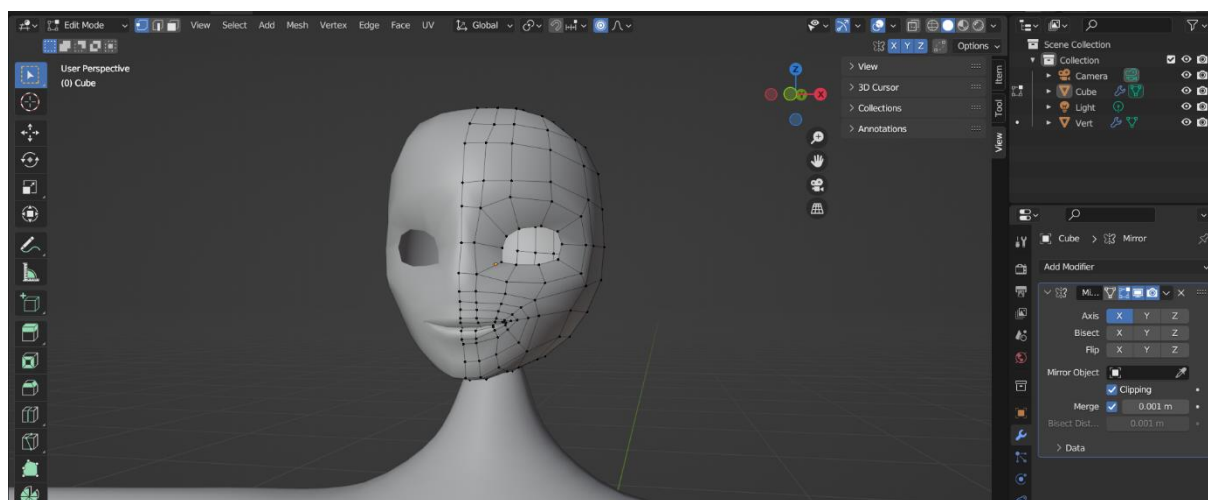 Edit Mode View Select Add Mesh Vertex Edge Face UV Global
X Y Z Options
User Perspective
(0) Cube
Z
Y X
View
3D Cursor
Collections
Annotations
Item
Tool
View
Scene Collection
Collection
Camera
Cube
Light
Vert
Cube > Mirror
Add Modifier
Mi...
Axis X Y Z
Bisect X Y Z
Flip X Y Z
Mirror Object
Clipping
Merge 0.001 m
Bisect Dist... 0.001 m
Data